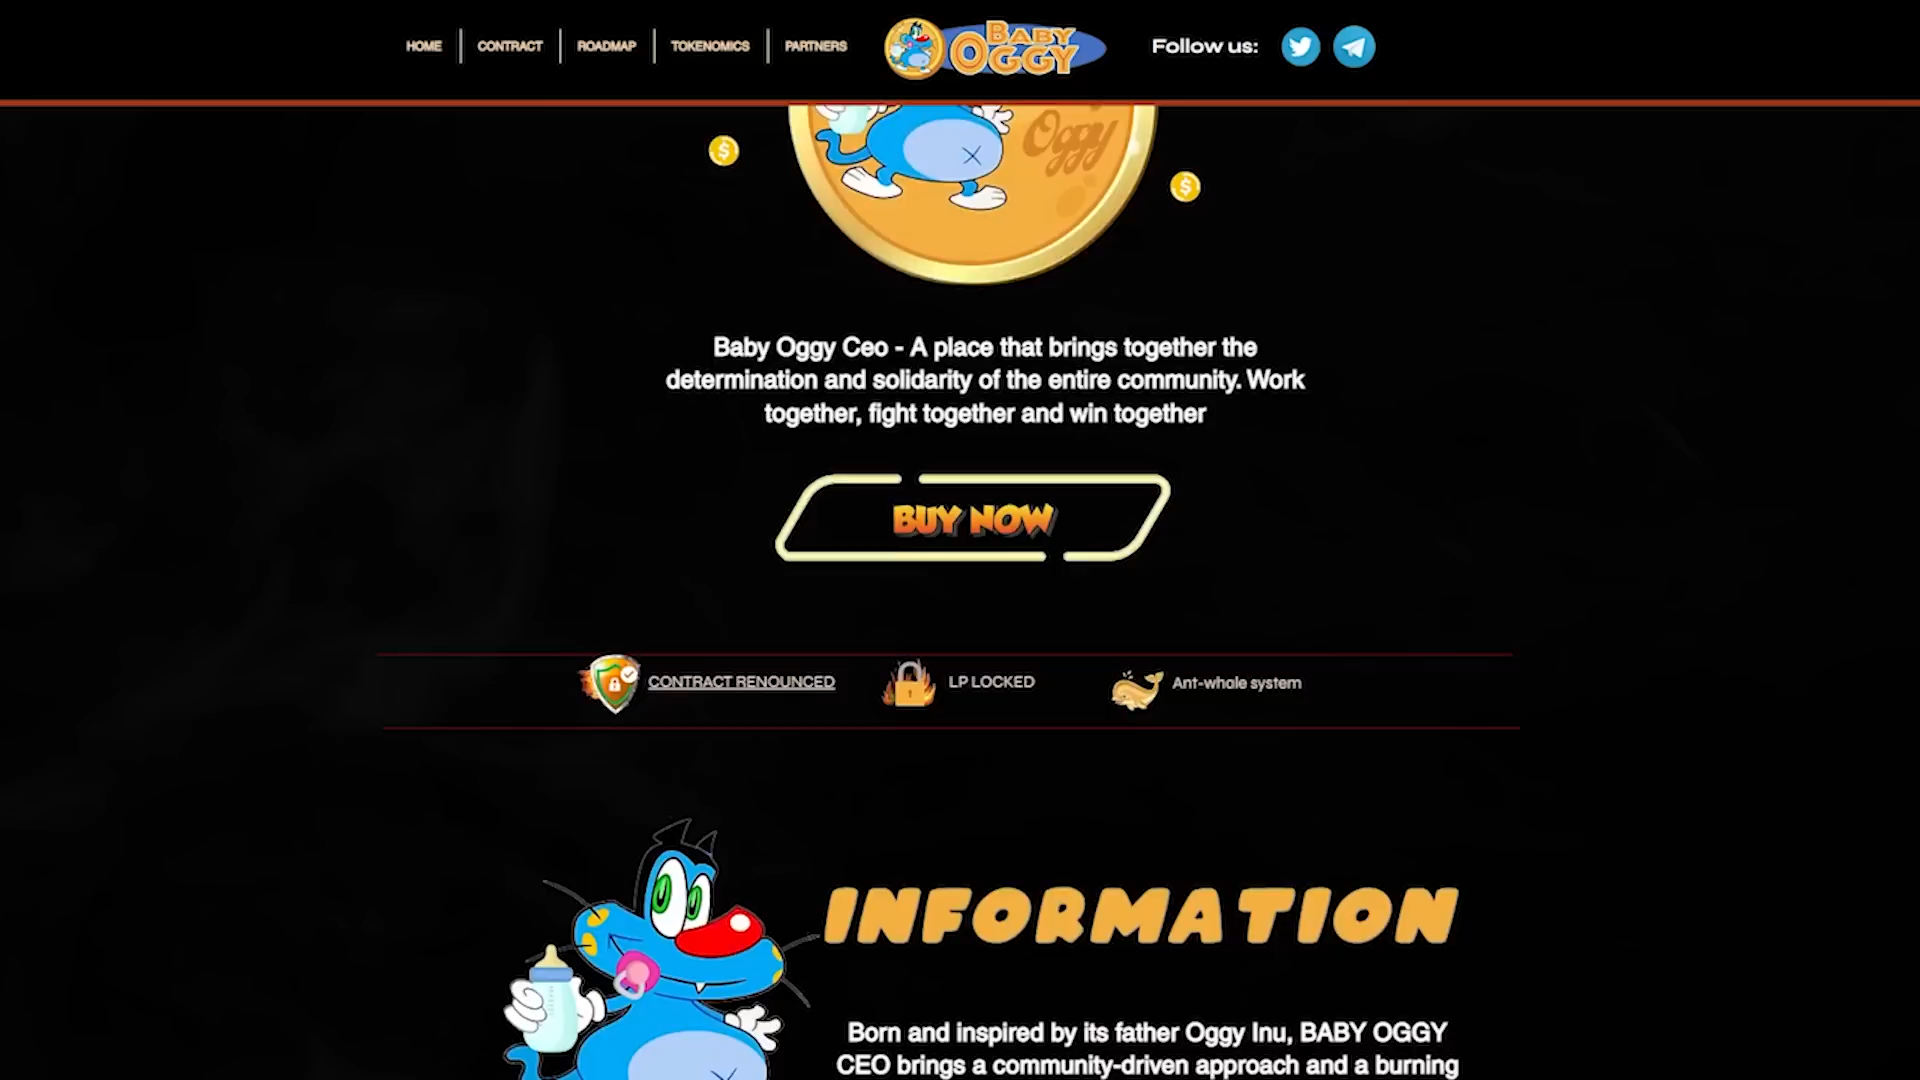 HOME
CONTRACT
ROADMAP
TOKENOMICS
PARTNERS
BABY
OGGY
Follow us:
Oggy
$
$
Baby Oggy Ceo - A place that brings together the
determination and solidarity of the entire community. Work
together, fight together and win together
BUY NOW
CONTRACT RENOUNCED
LP LOCKED
Ant-whale system
INFORMATION
Born and inspired by its father Oggy Inu, BABY OGGY
CEO brings a community-driven approach and a burning